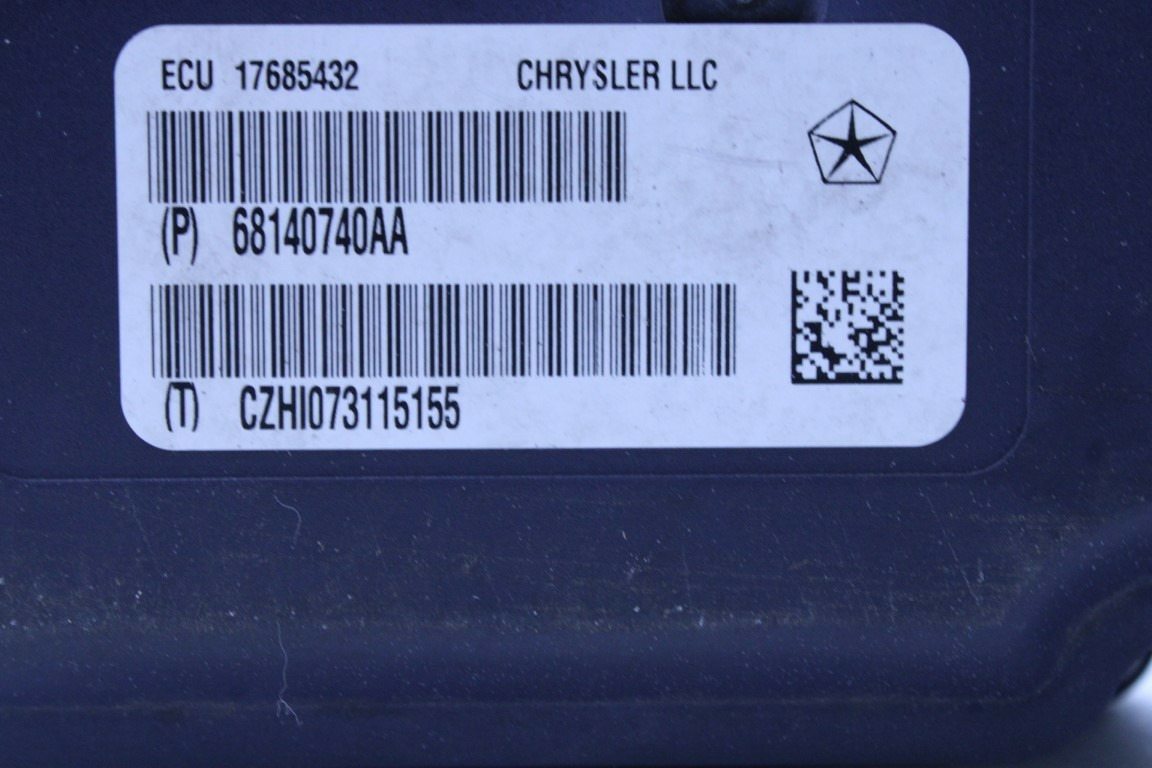 ECU 17685432 CHRYSLER LLC
(P) 68140740AA
(T) CZHI073115155